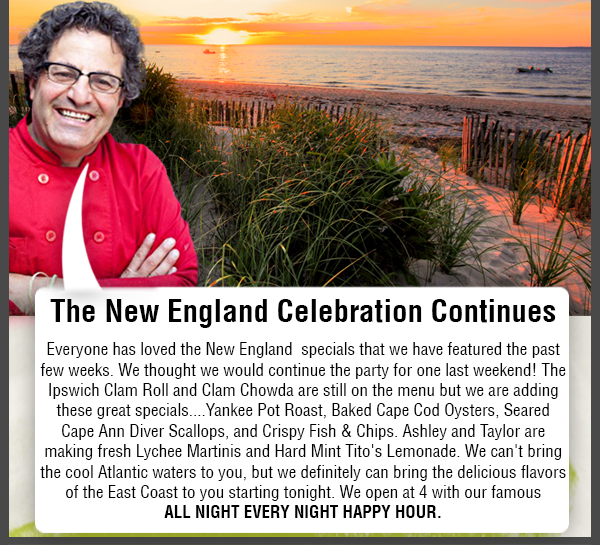 The New England Celebration Continues
Everyone has loved the New England  specials that we have featured the past
few weeks. We thought we would continue the party for one last weekend! The
Ipswich Clam Roll and Clam Chowda are still on the menu but we are adding
these great specials....Yankee Pot Roast, Baked Cape Cod Oysters, Seared
Cape Ann Diver Scallops, and Crispy Fish & Chips. Ashley and Taylor are
making fresh Lychee Martinis and Hard Mint Tito's Lemonade. We can't bring
the cool Atlantic waters to you, but we definitely can bring the delicious flavors
of the East Coast to you starting tonight. We open at 4 with our famous
ALL NIGHT EVERY NIGHT HAPPY HOUR.